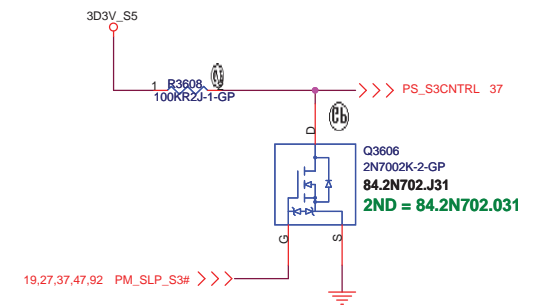 3D3V_S5
1
R3608
2
100KR2J-1-GP
PS_S3CNTRL 37
D
Q3606
2N7002K-2-GP
84.2N702.J31
2ND = 84.2N702.031
G
S
19,27,37,47,92 PM_SLP_S3#